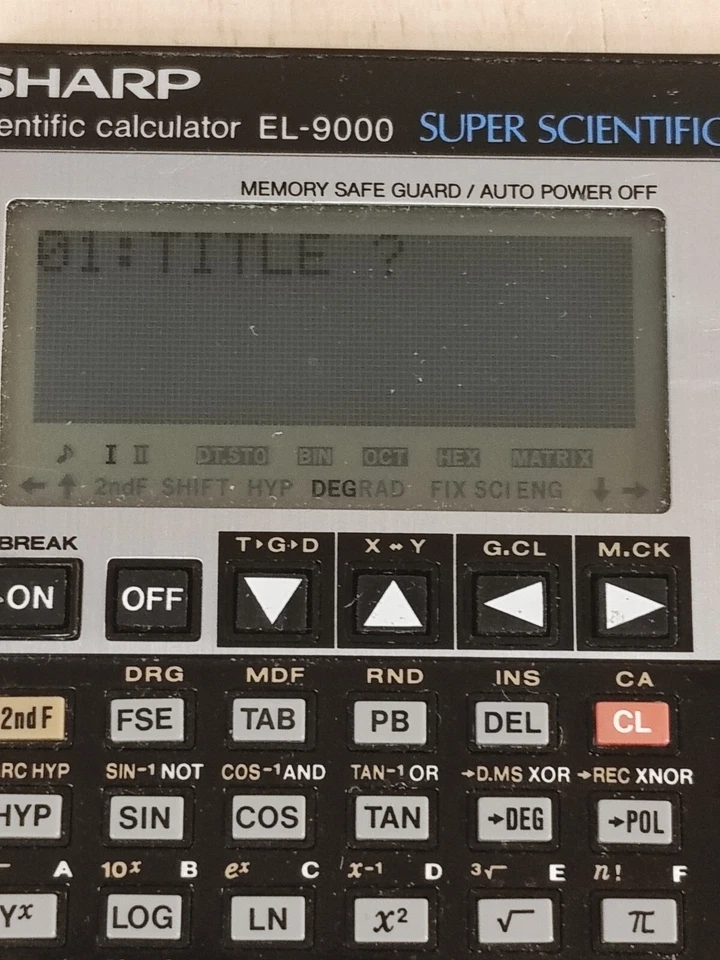 SHARP
entific calculator EL-9000 SUPER SCIENTIFIC
MEMORY SAFE GUARD / AUTO POWER OFF
01:TITLE ?
♪ I II DT.STO BIN OCT HEX MATRIX
← ↑ 2ndF SHIFT HYP DEG RAD FIX SCI ENG ↓ →
BREAK T▸G▸D X↔Y G.CL M.CK
ON OFF ▼ ▲ ◀ ▶
DRG MDF RND INS CA
2nd F FSE TAB PB DEL CL
RC HYP SIN⁻¹ NOT COS⁻¹ AND TAN⁻¹ OR →D.MS XOR →REC XNOR
HYP SIN COS TAN →DEG →POL
A 10ˣ B eˣ C x⁻¹ D ³√ E n! F
Yˣ LOG LN x² √ π